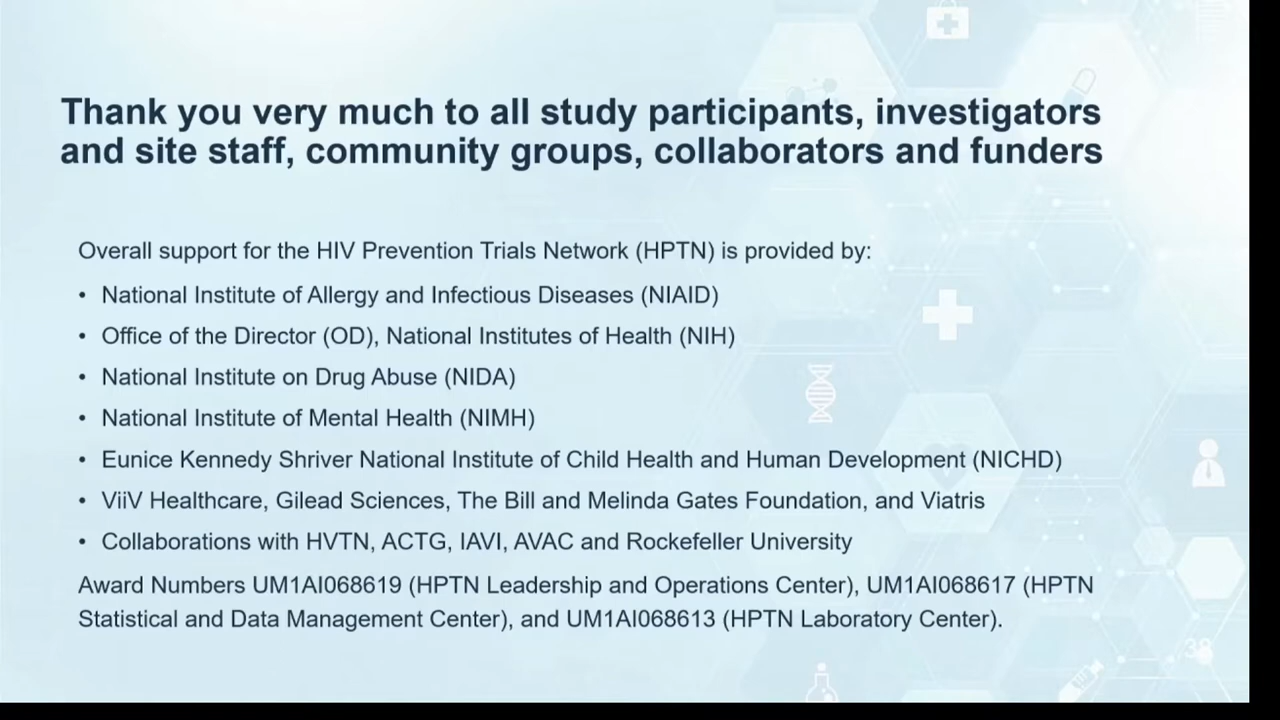 Thank you very much to all study participants, investigators
and site staff, community groups, collaborators and funders
Overall support for the HIV Prevention Trials Network (HPTN) is provided by:
• National Institute of Allergy and Infectious Diseases (NIAID)
• Office of the Director (OD), National Institutes of Health (NIH)
• National Institute on Drug Abuse (NIDA)
• National Institute of Mental Health (NIMH)
• Eunice Kennedy Shriver National Institute of Child Health and Human Development (NICHD)
• ViiV Healthcare, Gilead Sciences, The Bill and Melinda Gates Foundation, and Viatris
• Collaborations with HVTN, ACTG, IAVI, AVAC and Rockefeller University
Award Numbers UM1AI068619 (HPTN Leadership and Operations Center), UM1AI068617 (HPTN
Statistical and Data Management Center), and UM1AI068613 (HPTN Laboratory Center).